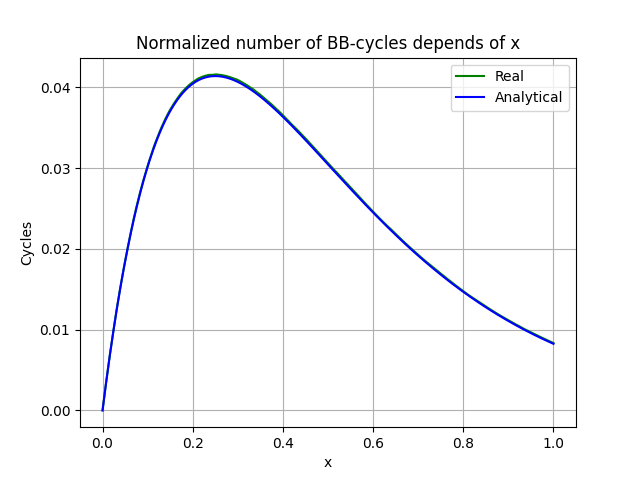 Normalized number of BB-cycles depends of x
Real
Analytical
0.04
0.03
0.02
0.01
0.00
Cycles
0.0 0.2 0.4 0.6 0.8 1.0
x